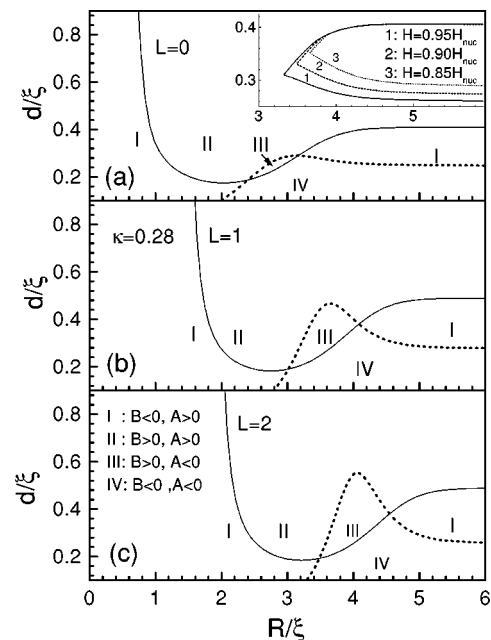 d/ξ
0.8
0.6
0.4
0.2
L=0
I
II
III
IV
I
(a)
0.4
0.3
3
4
5
1
2
3
1: H=0.95H_nuc
2: H=0.90H_nuc
3: H=0.85H_nuc
d/ξ
0.8
0.6
0.4
0.2
κ=0.28
L=1
I
II
III
IV
I
(b)
d/ξ
0.8
0.6
0.4
0.2
I : B<0, A>0
II : B>0, A>0
III: B>0, A<0
IV: B<0 ,A<0
L=2
I
II
III
IV
I
(c)
0 1 2 3 4 5 6
R/ξ